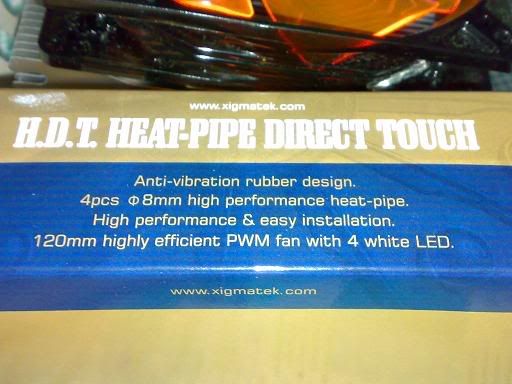 www.xigmatek.com
H.D.T. HEAT-PIPE DIRECT TOUCH
Anti-vibration rubber design.
4pcs Φ8mm high performance heat-pipe.
High performance & easy installation.
120mm highly efficient PWM fan with 4 white LED.
www.xigmatek.com